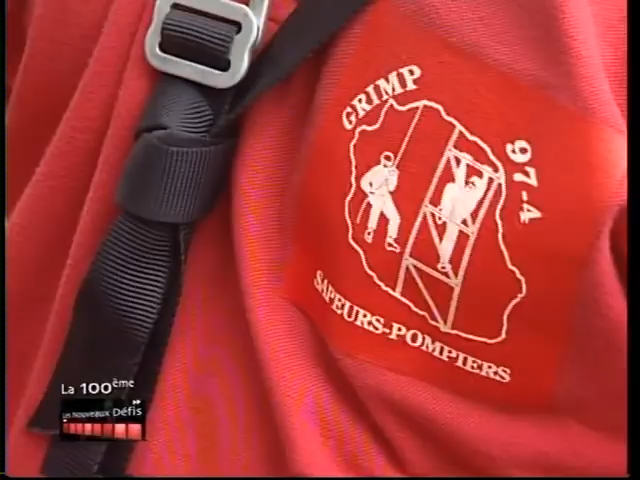 GRIMP
97-4
SAPEURS-POMPIERS
La 100ème
Les Nouveaux Défis